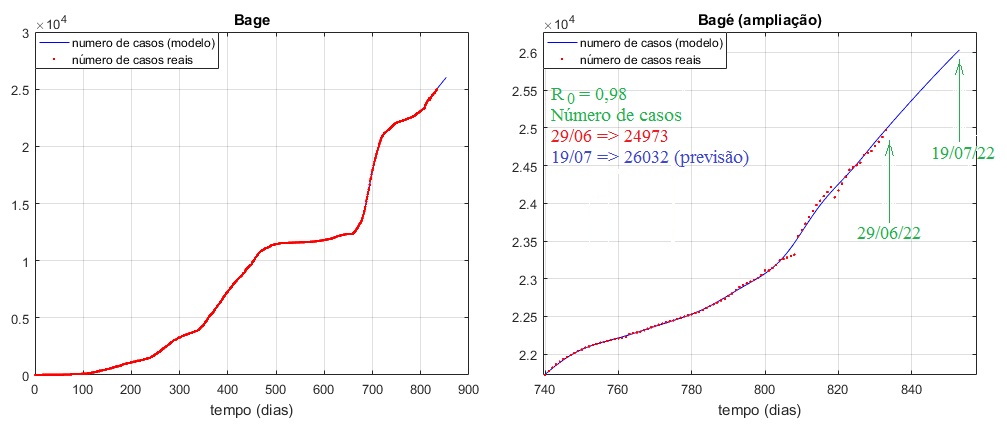 Bage
×10⁴
numero de casos (modelo)
número de casos reais
3
2.5
2
1.5
1
0.5
0
0 100 200 300 400 500 600 700 800 900
tempo (dias)
Bagé (ampliação)
×10⁴
numero de casos (modelo)
número de casos reais
R₀ = 0,98
Número de casos
29/06 => 24973
19/07 => 26032 (previsão)
19/07/22
29/06/22
2.6
2.55
2.5
2.45
2.4
2.35
2.3
2.25
2.2
740 760 780 800 820 840
tempo (dias)